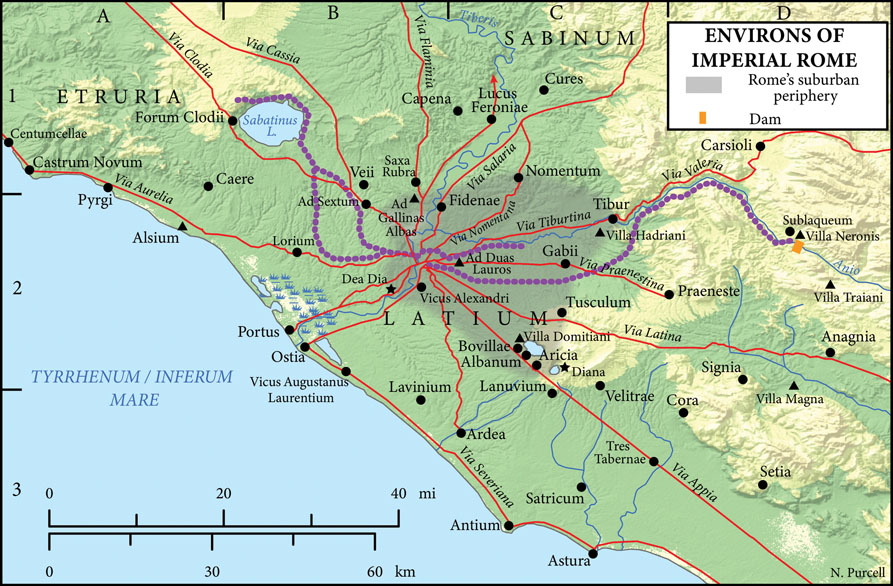 A
B
C
D
1
2
3
ENVIRONS OF
IMPERIAL ROME
Rome's suburban
periphery
Dam
Tiberis
SABINUM
Via Clodia
Via Cassia
Via Flaminia
Cures
Capena
Lucus
Feroniae
ETRURIA
Forum Clodii
Sabatinus
L.
Centumcellae
Carsioli
Castrum Novum
Saxa
Rubra
Via Salaria
Nomentum
Via Valeria
Veii
Caere
Via Aurelia
Pyrgi
Ad Sextum
Ad
Gallinas
Albas
Fidenae
Via Nomentana
Via Tiburtina
Tibur
Villa Hadriani
Sublaqueum
Villa Neronis
Alsium
Lorium
Anio
Gabii
Ad Duas
Lauros
Via Praenestina
Dea Dia
Vicus Alexandri
Praeneste
Villa Traiani
Tusculum
LATIUM
Portus
Via Latina
Ostia
Villa Domitiani
Bovillae
Albanum
Aricia
Diana
Anagnia
Signia
TYRRHENUM / INFERUM
MARE
Vicus Augustanus
Laurentium
Lavinium
Lanuvium
Velitrae
Cora
Villa Magna
Ardea
Tres
Tabernae
Via Appia
Via Severiana
Setia
Satricum
Antium
Astura
0 20 40 mi
0 30 60 km
N. Purcell